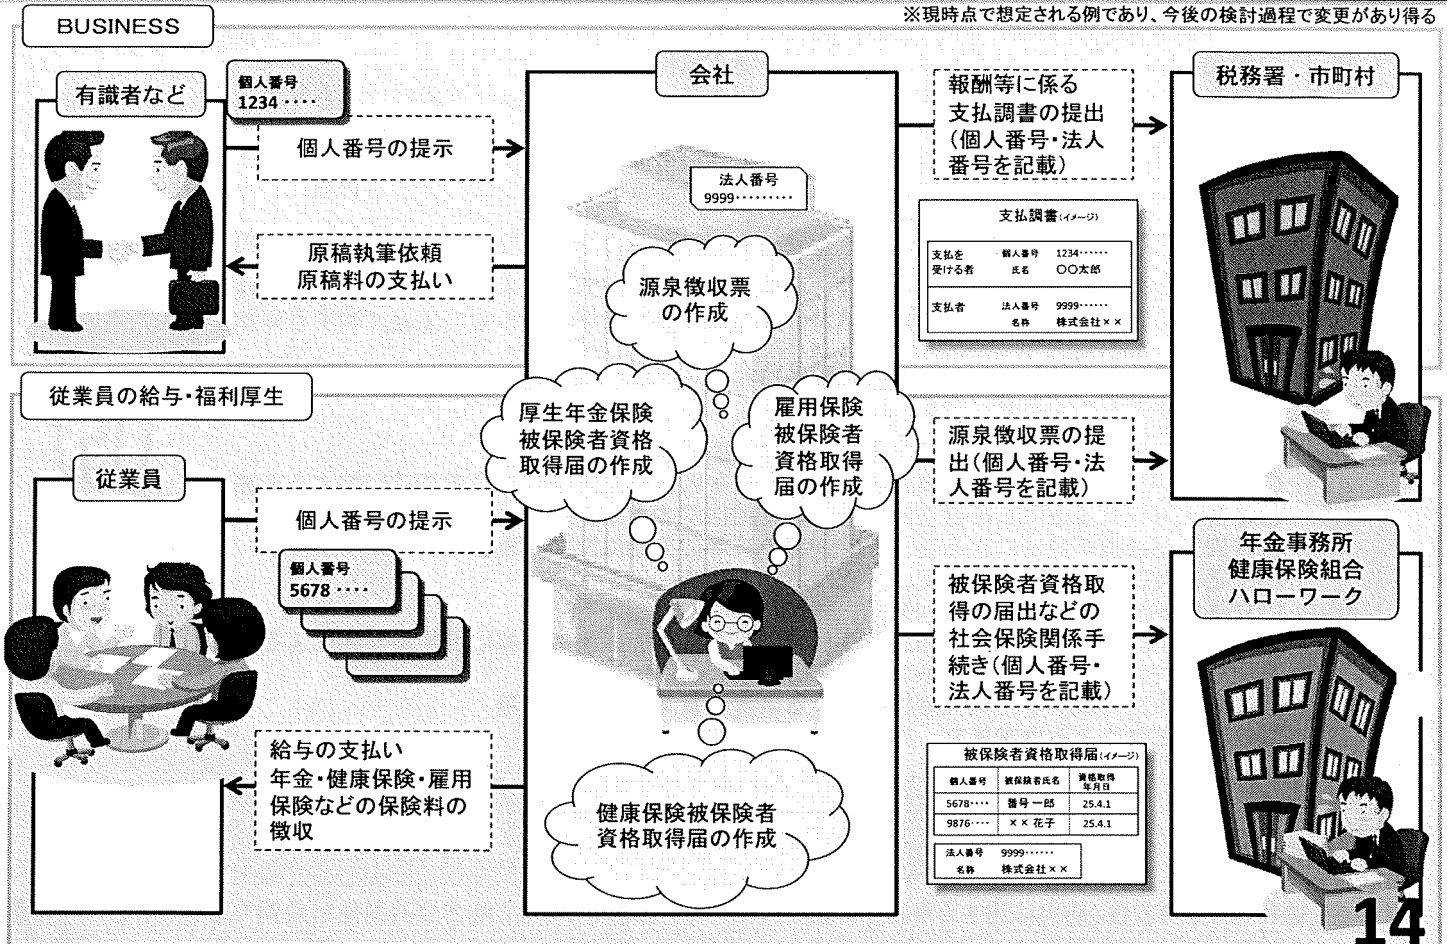 ※現時点で想定される例であり、今後の検討過程で変更があり得る
BUSINESS
有識者など
個人番号
1234 ････
個人番号の提示
原稿執筆依頼
原稿料の支払い
会社
法人番号
9999･････････
源泉徴収票
の作成
厚生年金保険
被保険者資格
取得届の作成
雇用保険
被保険者
資格取得
届の作成
健康保険被保険者
資格取得届の作成
報酬等に係る
支払調書の提出
(個人番号・法人
番号を記載)
支払調書(イメージ)
支払を 個人番号 1234‥‥‥
受ける者 氏名 〇〇太郎
支払者 法人番号 9999‥‥‥
名称 株式会社××
税務署・市町村
従業員の給与・福利厚生
従業員
個人番号の提示
個人番号
5678 ････
給与の支払い
年金・健康保険・雇用
保険などの保険料の
徴収
源泉徴収票の提
出(個人番号・法
人番号を記載)
被保険者資格取
得の届出などの
社会保険関係手
続き(個人番号・
法人番号を記載)
被保険者資格取得届(イメージ)
個人番号 被保険者氏名 資格取得
年月日
5678‥‥ 番号 一郎 25.4.1
9876‥‥ ×× 花子 25.4.1
法人番号 9999‥‥‥
名称 株式会社××
年金事務所
健康保険組合
ハローワーク
14